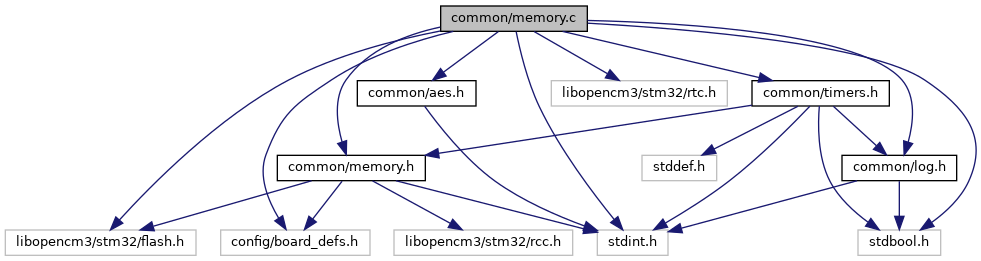 common/memory.c
common/aes.h
libopencm3/stm32/rtc.h
common/timers.h
common/memory.h
stddef.h
common/log.h
libopencm3/stm32/flash.h
config/board_defs.h
libopencm3/stm32/rcc.h
stdint.h
stdbool.h